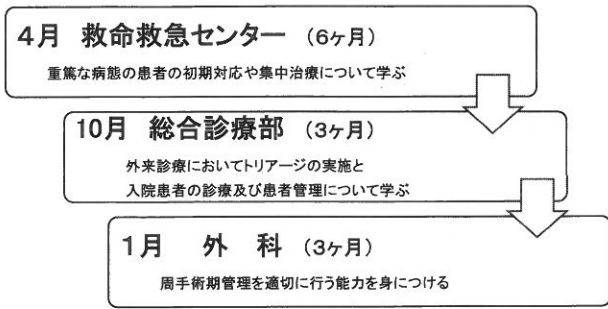 4月 救命救急センター （6ヶ月）
重篤な病態の患者の初期対応や集中治療について学ぶ
10月 総合診療部 （3ヶ月）
外来診療においてトリアージの実施と
入院患者の診療及び患者管理について学ぶ
1月 外 科 （3ヶ月）
周手術期管理を適切に行う能力を身につける